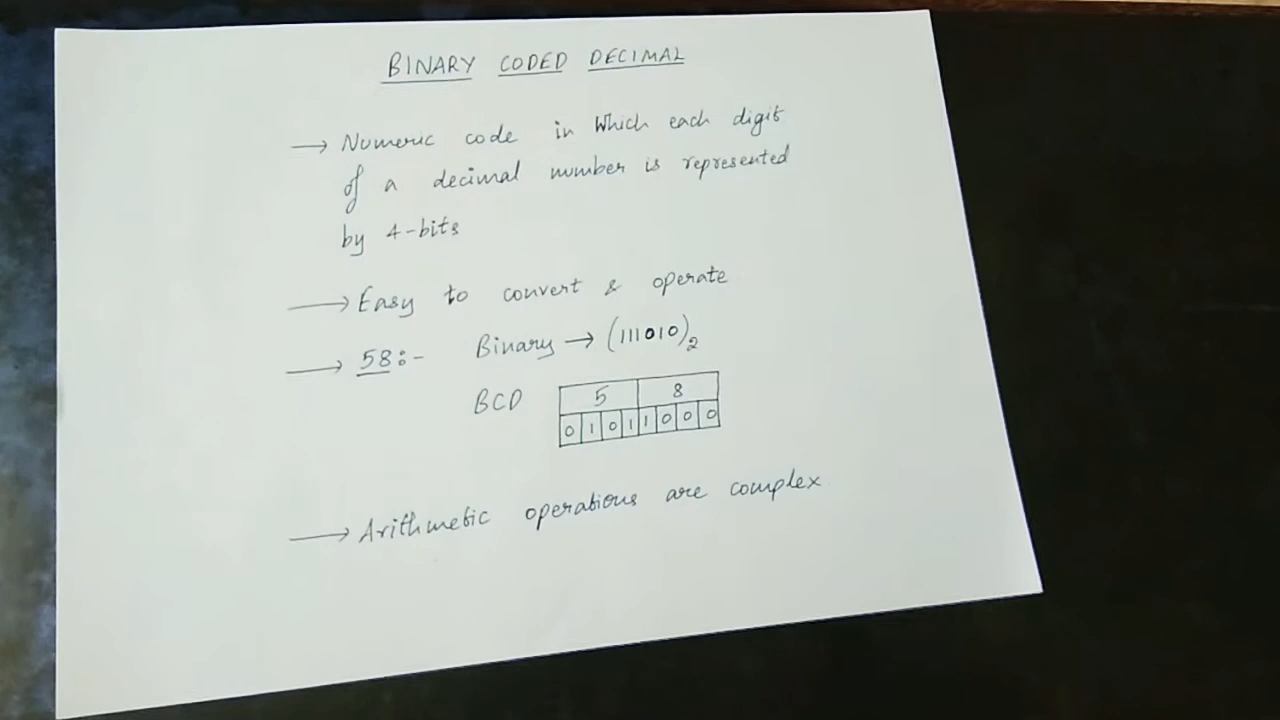 BINARY CODED DECIMAL
→ Numeric code in Which each digit
of a decimal number is represented
by 4-bits
→ Easy to convert & operate
→ 58:- Binary → (111010)₂
BCD 5 8
0 1 0 1 1 0 0 0
→ Arithmetic operations are complex